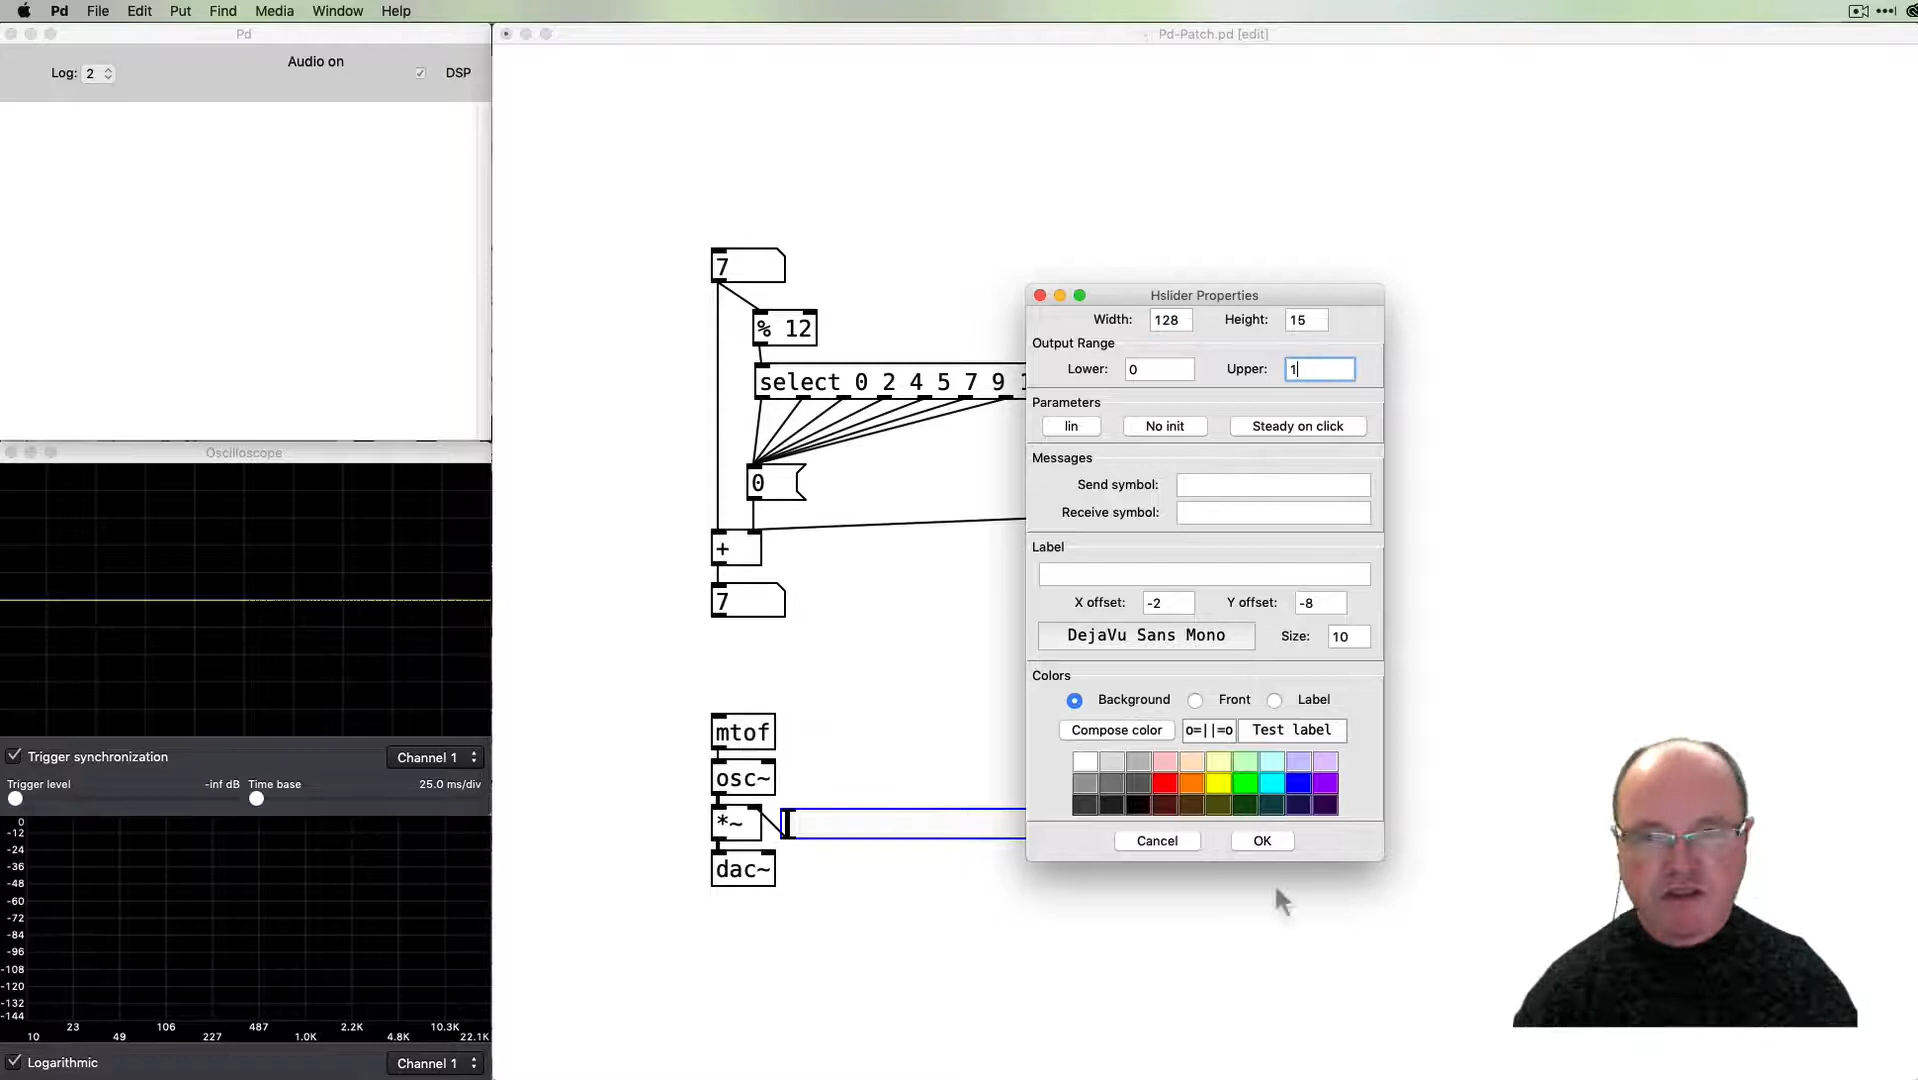 Pd File Edit Put Find Media Window Help
Pd
Pd-Patch.pd [edit]
Log: 2
Audio on
DSP
Oscilloscope
Trigger synchronization
Channel 1
Trigger level
-inf dB
Time base
25.0 ms/div
0
-12
-24
-36
-48
-60
-72
-84
-96
-108
-120
-132
-144
23 106 487 2.2K 10.3K
10 49 227 1.0K 4.8K 22.1K
Logarithmic
Channel 1
7
% 12
select 0 2 4 5 7 9 1
0
+
7
mtof
osc~
*~
dac~
Hslider Properties
Width: 128 Height: 15
Output Range
Lower: 0 Upper: 1
Parameters
lin No init Steady on click
Messages
Send symbol:
Receive symbol:
Label
X offset: -2 Y offset: -8
DejaVu Sans Mono Size: 10
Colors
Background Front Label
Compose color o=||=o Test label
Cancel OK